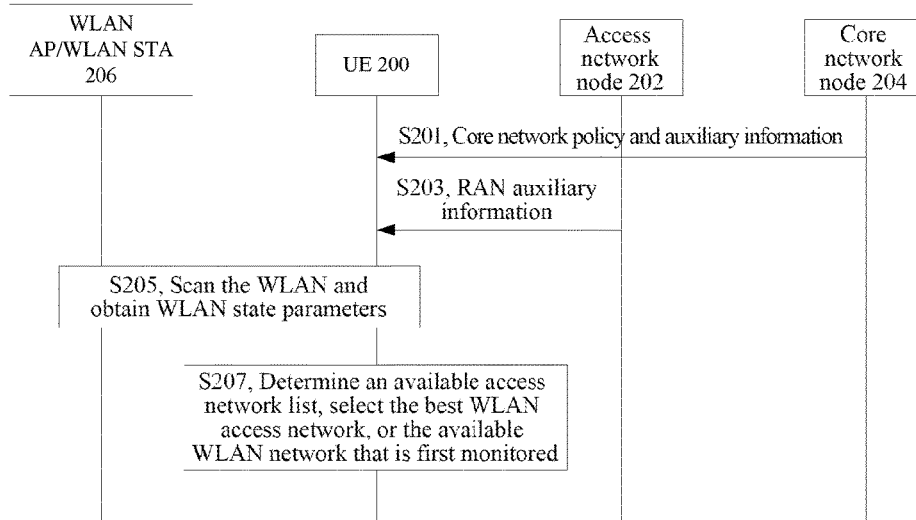 WLAN
AP/WLAN STA
206
UE 200
Access
network
node 202
Core
network
node 204
S201, Core network policy and auxiliary information
S203, RAN auxiliary
information
S205, Scan the WLAN and
obtain WLAN state parameters
S207, Determine an available access
network list, select the best WLAN
access network, or the available
WLAN network that is first monitored